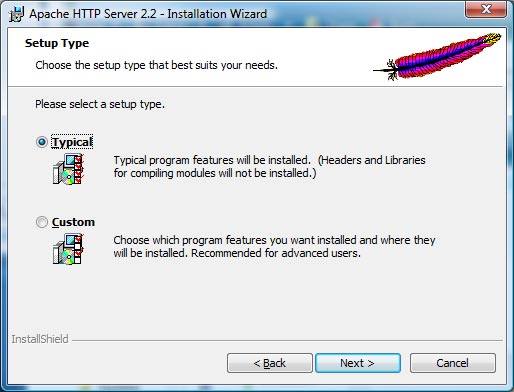 Apache HTTP Server 2.2 - Installation Wizard
Setup Type
Choose the setup type that best suits your needs.
Please select a setup type.
Typical
Typical program features will be installed. (Headers and Libraries
for compiling modules will not be installed.)
Custom
Choose which program features you want installed and where they
will be installed. Recommended for advanced users.
InstallShield
< Back
Next >
Cancel